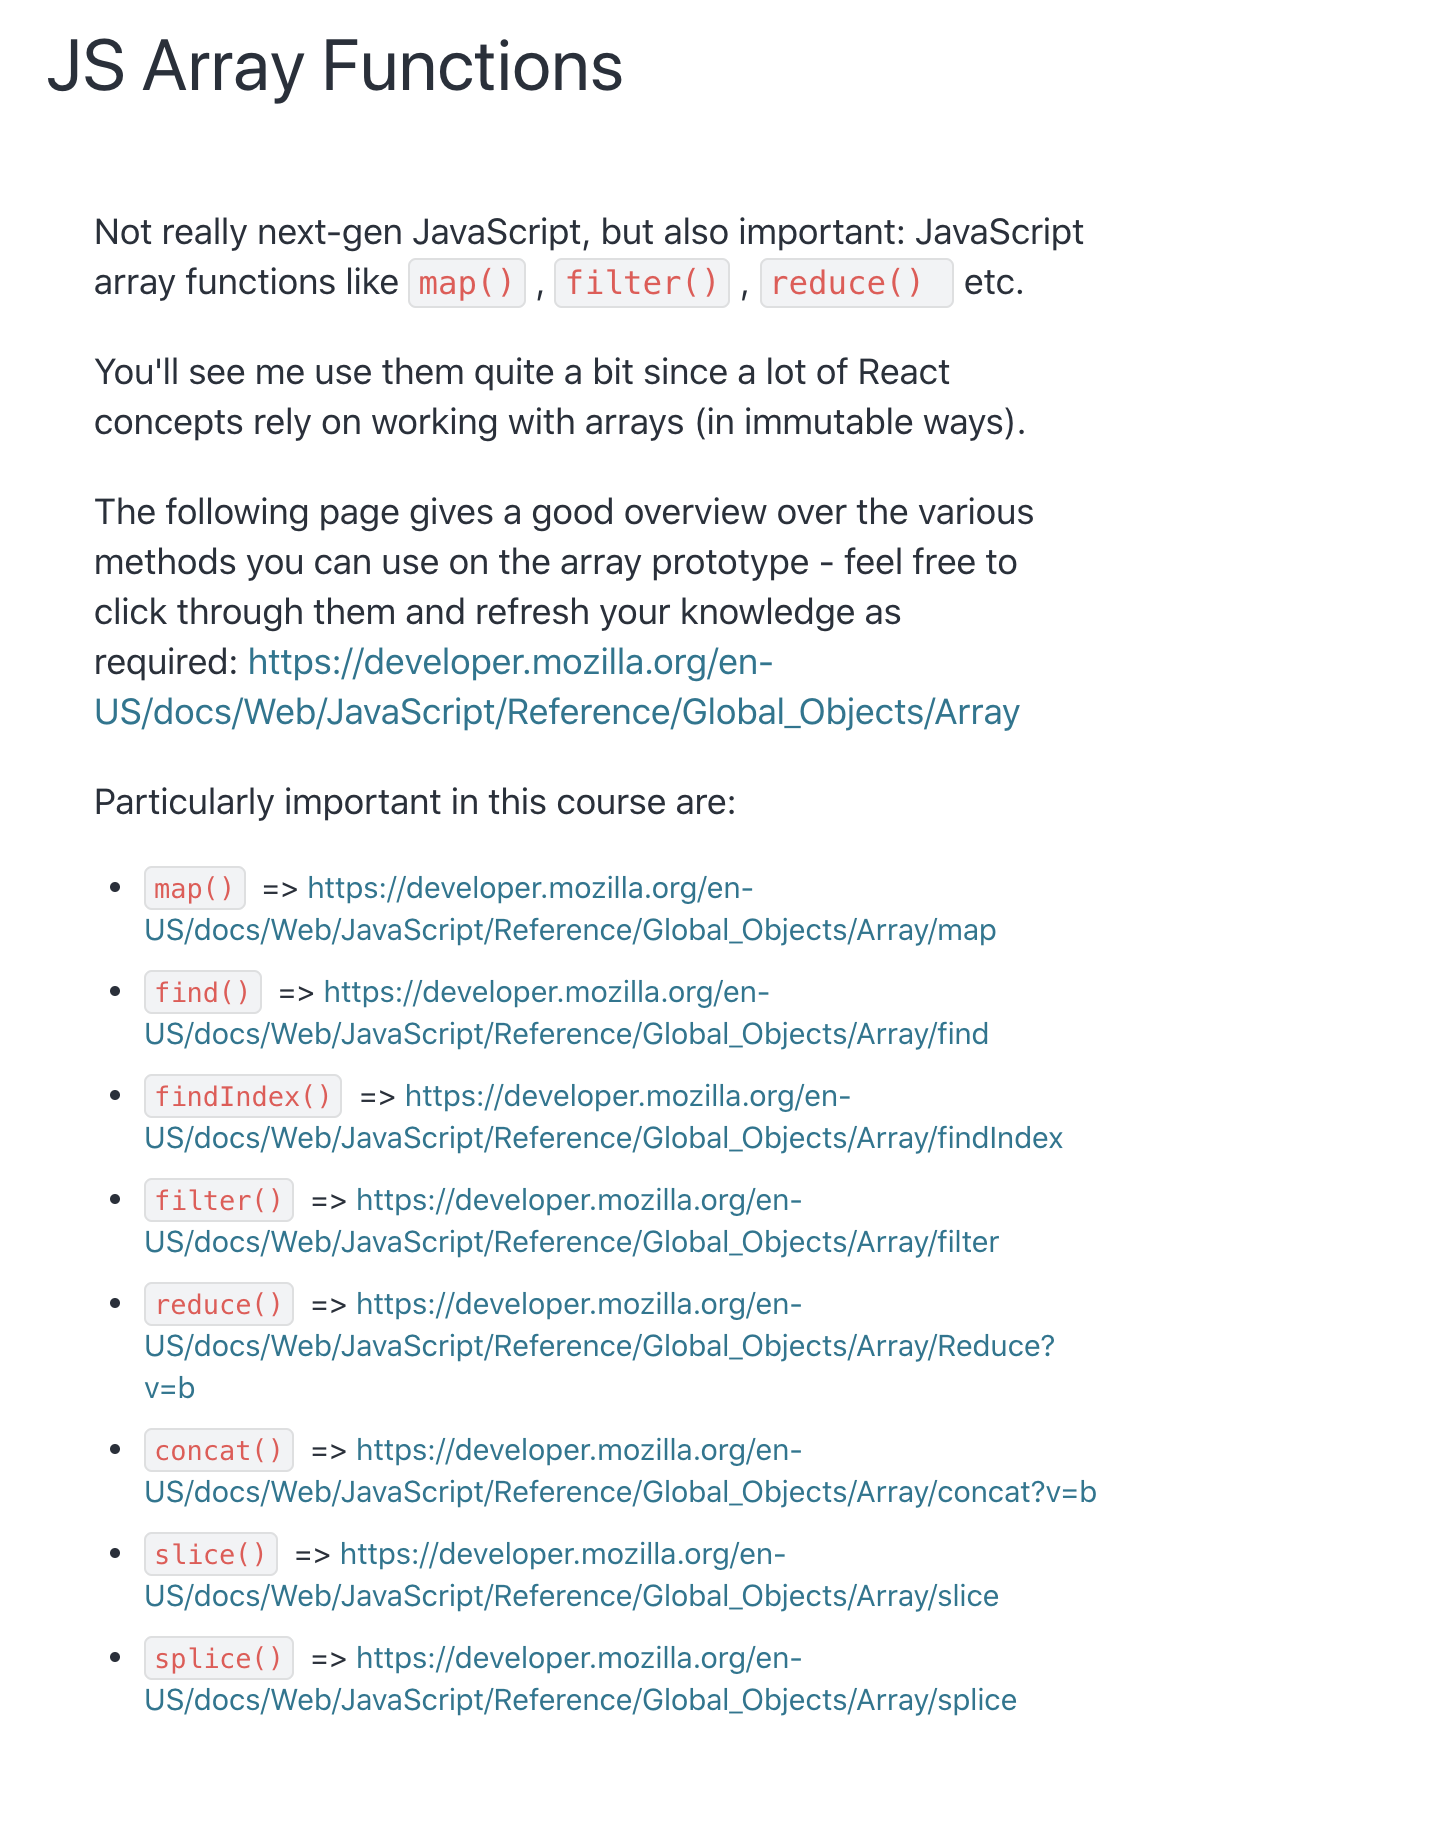 JS Array Functions
Not really next-gen JavaScript, but also important: JavaScript
array functions like map() , filter() , reduce() etc.
You'll see me use them quite a bit since a lot of React
concepts rely on working with arrays (in immutable ways).
The following page gives a good overview over the various
methods you can use on the array prototype - feel free to
click through them and refresh your knowledge as
required: https://developer.mozilla.org/en-
US/docs/Web/JavaScript/Reference/Global_Objects/Array
Particularly important in this course are:
• map() => https://developer.mozilla.org/en-
US/docs/Web/JavaScript/Reference/Global_Objects/Array/map
• find() => https://developer.mozilla.org/en-
US/docs/Web/JavaScript/Reference/Global_Objects/Array/find
• findIndex() => https://developer.mozilla.org/en-
US/docs/Web/JavaScript/Reference/Global_Objects/Array/findIndex
• filter() => https://developer.mozilla.org/en-
US/docs/Web/JavaScript/Reference/Global_Objects/Array/filter
• reduce() => https://developer.mozilla.org/en-
US/docs/Web/JavaScript/Reference/Global_Objects/Array/Reduce?
v=b
• concat() => https://developer.mozilla.org/en-
US/docs/Web/JavaScript/Reference/Global_Objects/Array/concat?v=b
• slice() => https://developer.mozilla.org/en-
US/docs/Web/JavaScript/Reference/Global_Objects/Array/slice
• splice() => https://developer.mozilla.org/en-
US/docs/Web/JavaScript/Reference/Global_Objects/Array/splice